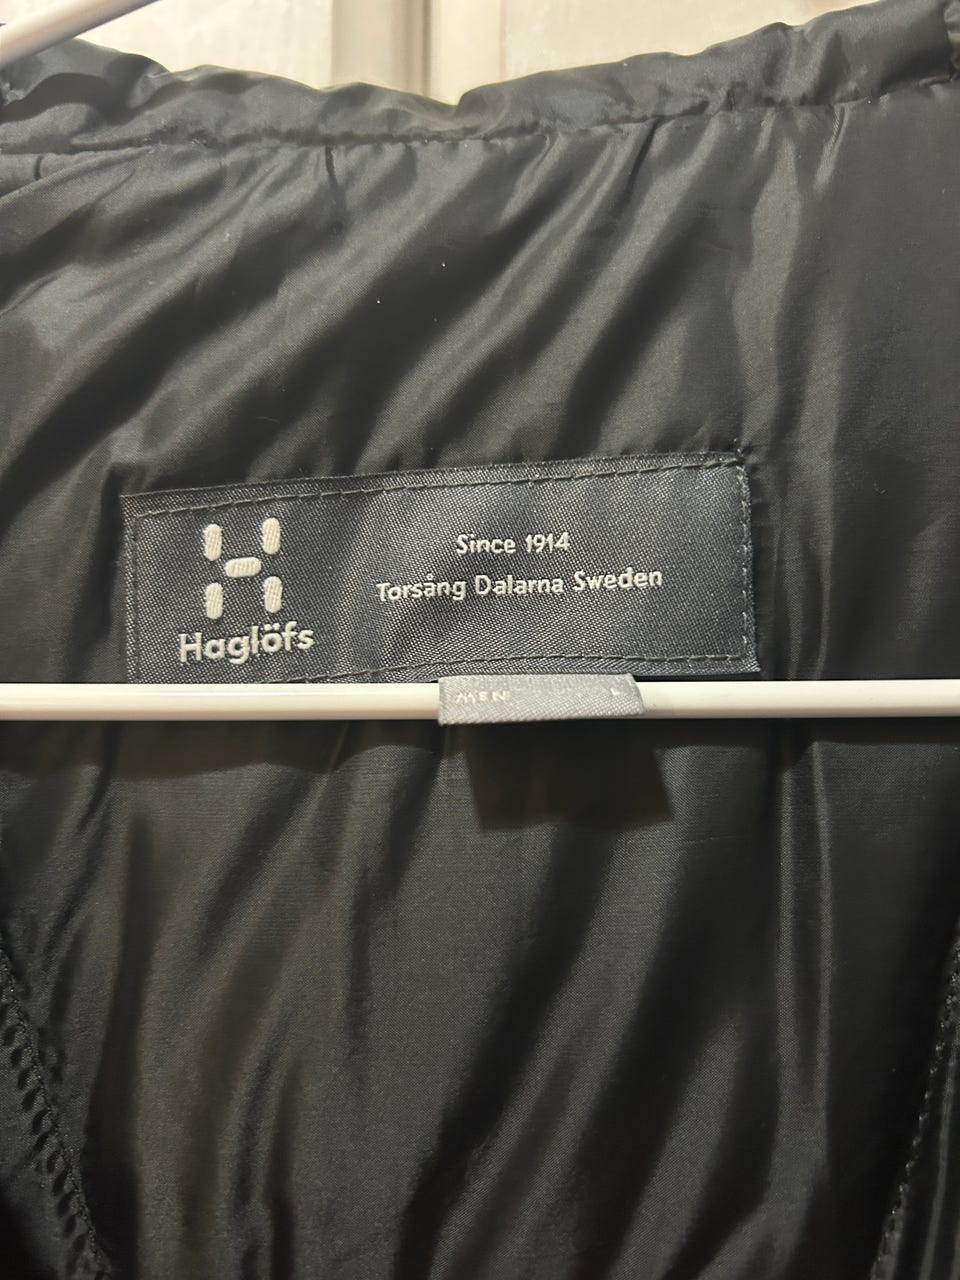 Since 1914
Torsång Dalarna Sweden
Haglöfs
MEN L